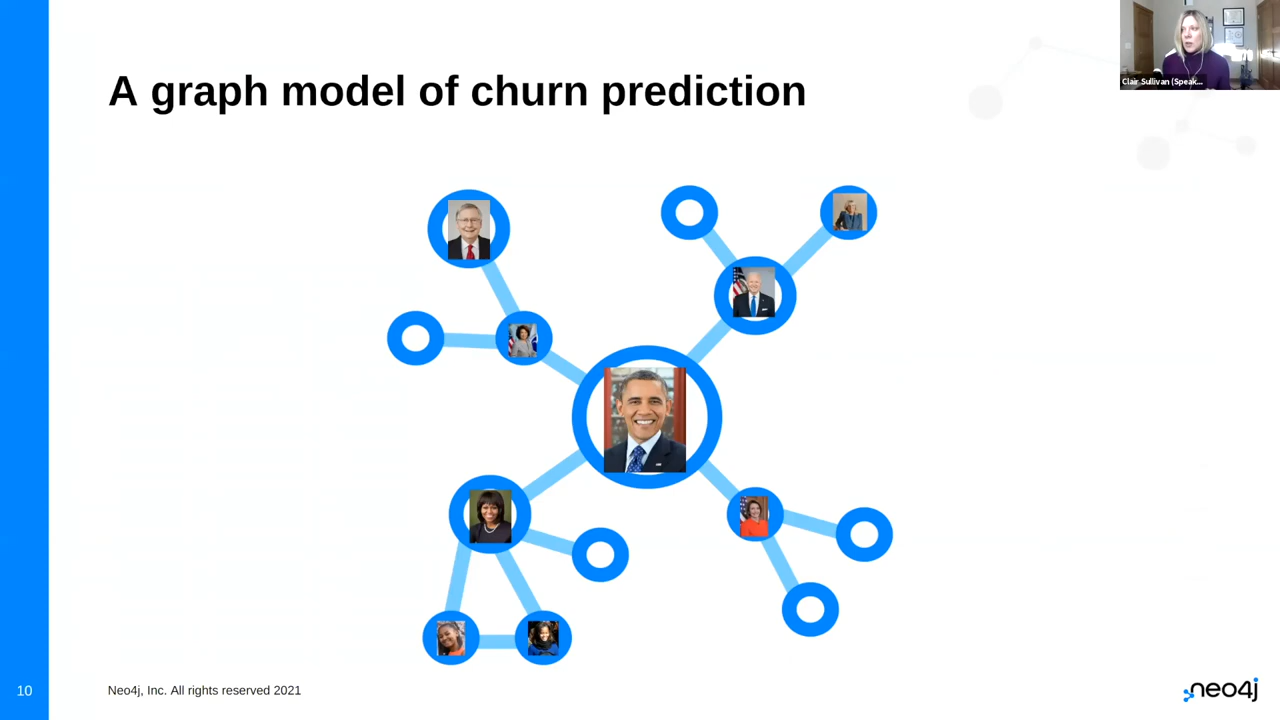 A graph model of churn prediction
Clair Sullivan (Speak...
10
Neo4j, Inc. All rights reserved 2021
neo4j